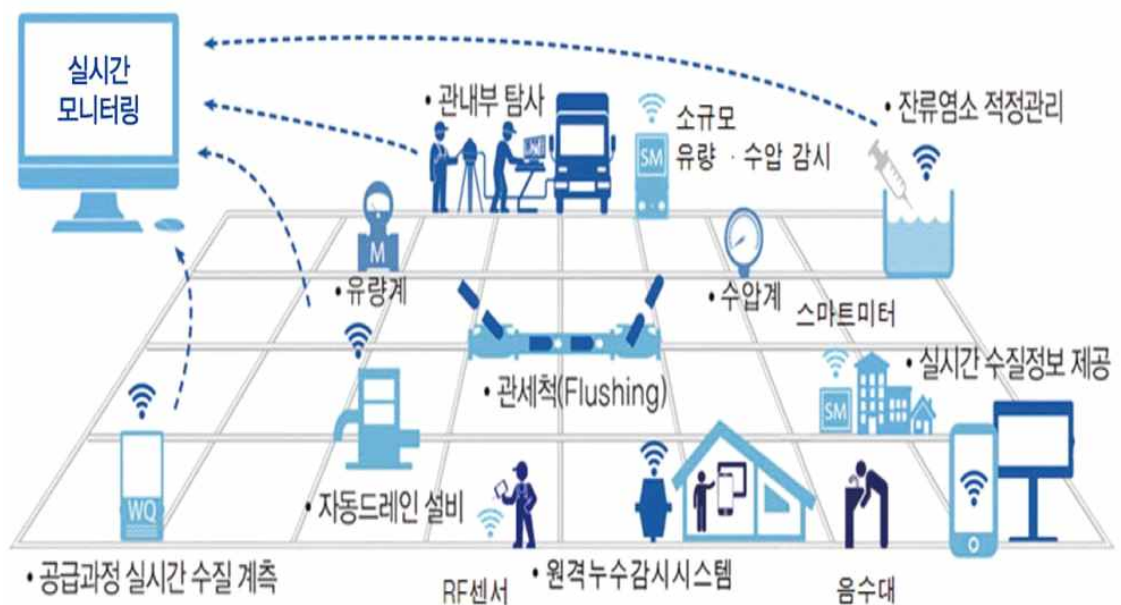 실시간
모니터링
• 관내부 탐사
소규모
유량 · 수압 감시
• 잔류염소 적정관리
SM
M
• 유량계
• 수압계
스마트미터
• 관세척(Flushing)
• 실시간 수질정보 제공
SM
WQ
• 자동드레인 설비
• 공급과정 실시간 수질 계측
RF센서
• 원격누수감시시스템
음수대